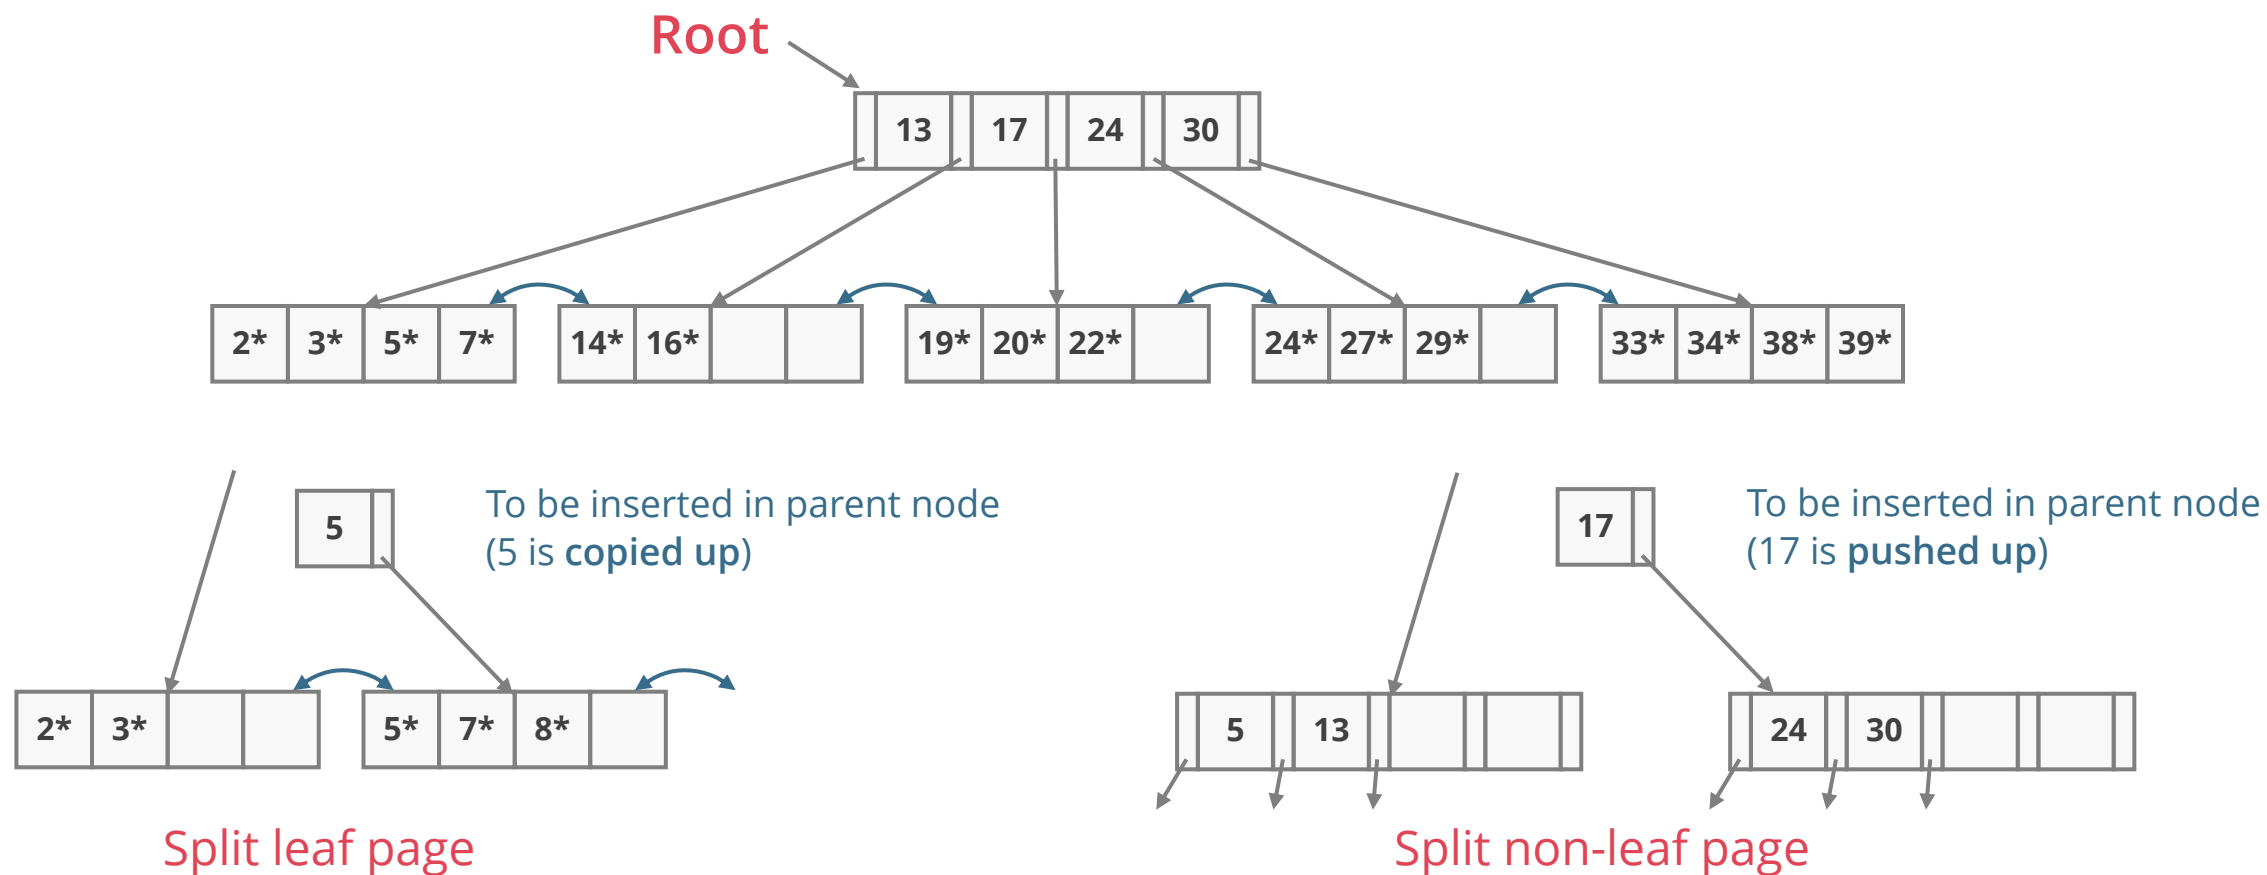 Root
13 17 24 30
2* 3* 5* 7* 14* 16* 19* 20* 22* 24* 27* 29* 33* 34* 38* 39*
5
To be inserted in parent node
(5 is copied up)
2* 3* 5* 7* 8*
Split leaf page
17
To be inserted in parent node
(17 is pushed up)
5 13 24 30
Split non-leaf page